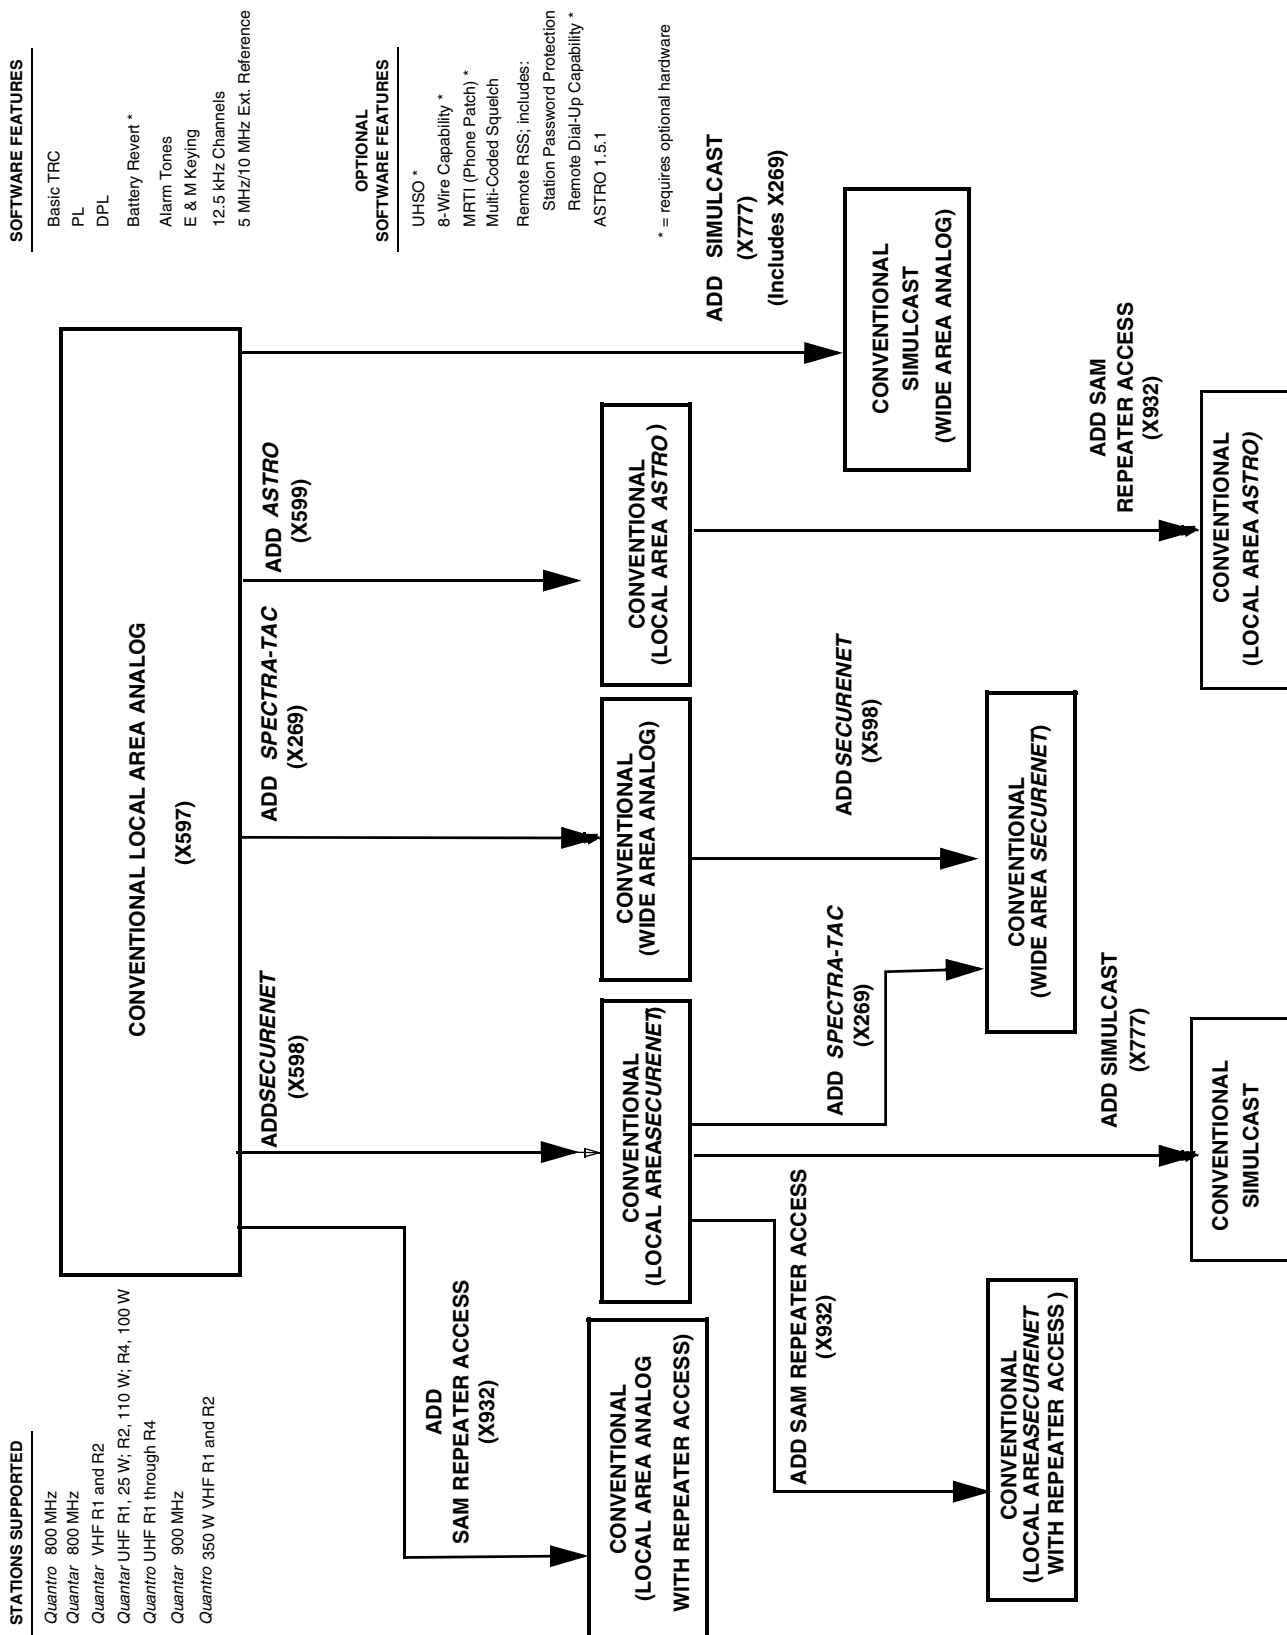 STATIONS SUPPORTED
Quantro 800 MHz
Quantar 800 MHz
Quantar VHF R1 and R2
Quantar UHF R1, 25 W; R2, 110 W; R4, 100 W
Quantro UHF R1 through R4
Quantar 900 MHz
Quantro 350 W VHF R1 and R2
CONVENTIONAL LOCAL AREA ANALOG
(X597)
SOFTWARE FEATURES
Basic TRC
PL
DPL
Battery Revert *
Alarm Tones
E & M Keying
12.5 kHz Channels
5 MHz/10 MHz Ext. Reference
OPTIONAL
SOFTWARE FEATURES
UHSO *
8-Wire Capability *
MRTI (Phone Patch) *
Multi-Coded Squelch
Remote RSS; includes:
Station Password Protection
Remote Dial-Up Capability *
ASTRO 1.5.1
* = requires optional hardware
ADD
SAM REPEATER ACCESS
(X932)
ADDSECURENET
(X598)
ADD SPECTRA-TAC
(X269)
ADD ASTRO
(X599)
ADD SIMULCAST
(X777)
(Includes X269)
CONVENTIONAL
(LOCAL AREA ANALOG
WITH REPEATER ACCESS)
CONVENTIONAL
(LOCAL AREASECURENET)
CONVENTIONAL
(WIDE AREA ANALOG)
CONVENTIONAL
(LOCAL AREA ASTRO)
CONVENTIONAL
SIMULCAST
(WIDE AREA ANALOG)
ADD SAM REPEATER ACCESS
(X932)
ADD SPECTRA-TAC
(X269)
ADDSECURENET
(X598)
CONVENTIONAL
(LOCAL AREASECURENET
WITH REPEATER ACCESS )
CONVENTIONAL
(WIDE AREA SECURENET)
ADD SIMULCAST
(X777)
ADD SAM
REPEATER ACCESS
(X932)
CONVENTIONAL
SIMULCAST
CONVENTIONAL
(LOCAL AREA ASTRO)